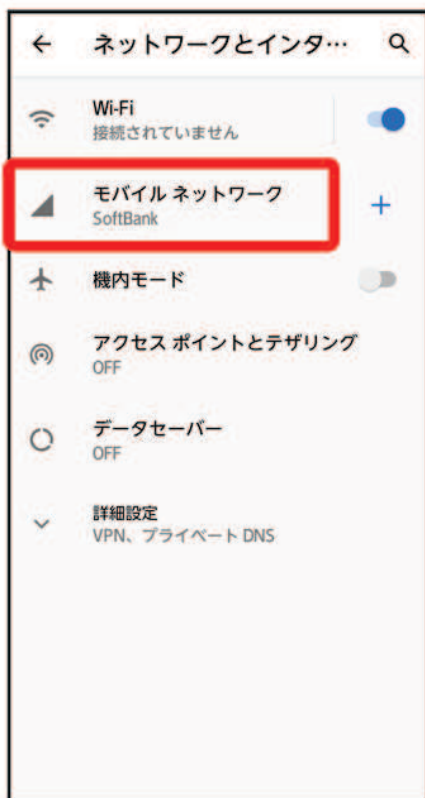 ネットワークとインタ…
Wi-Fi
接続されていません
モバイル ネットワーク
SoftBank
機内モード
アクセス ポイントとテザリング
OFF
データセーバー
OFF
詳細設定
VPN、プライベート DNS